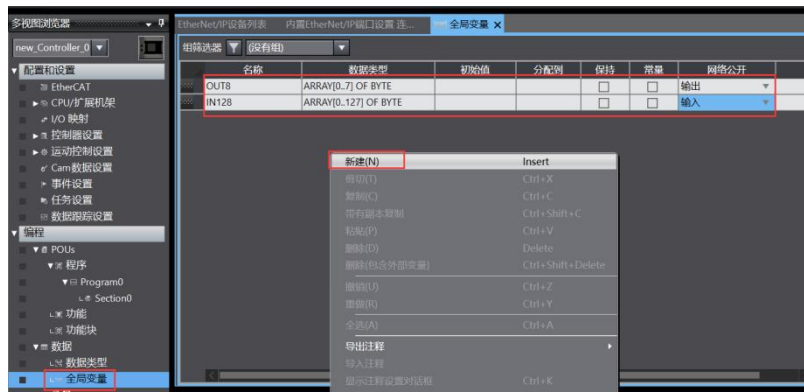 多视图浏览器
EtherNet/IP设备列表
内置EtherNet/IP端口设置 连...
全局变量
new_Controller_0
组筛选器
(没有组)
配置和设置
EtherCAT
CPU/扩展机架
I/O 映射
控制器设置
运动控制设置
Cam数据设置
事件设置
任务设置
数据跟踪设置
编程
POUs
程序
Program0
Section0
功能
功能块
数据
数据类型
全局变量
名称 数据类型 初始值 分配到 保持 常量 网络公开
OUT8 ARRAY[0..7] OF BYTE 输出
IN128 ARRAY[0..127] OF BYTE 输入
新建(N) Insert
剪切(T) Ctrl+X
复制(C) Ctrl+C
带有副本复制 Ctrl+Shift+C
粘贴(P) Ctrl+V
删除(D) Delete
删除(包含外部变量) Ctrl+Shift+Delete
撤销(U) Ctrl+Z
重做(R) Ctrl+Y
全选(A) Ctrl+A
导出注释
导入注释
显示注释设置对话框 Ctrl+K